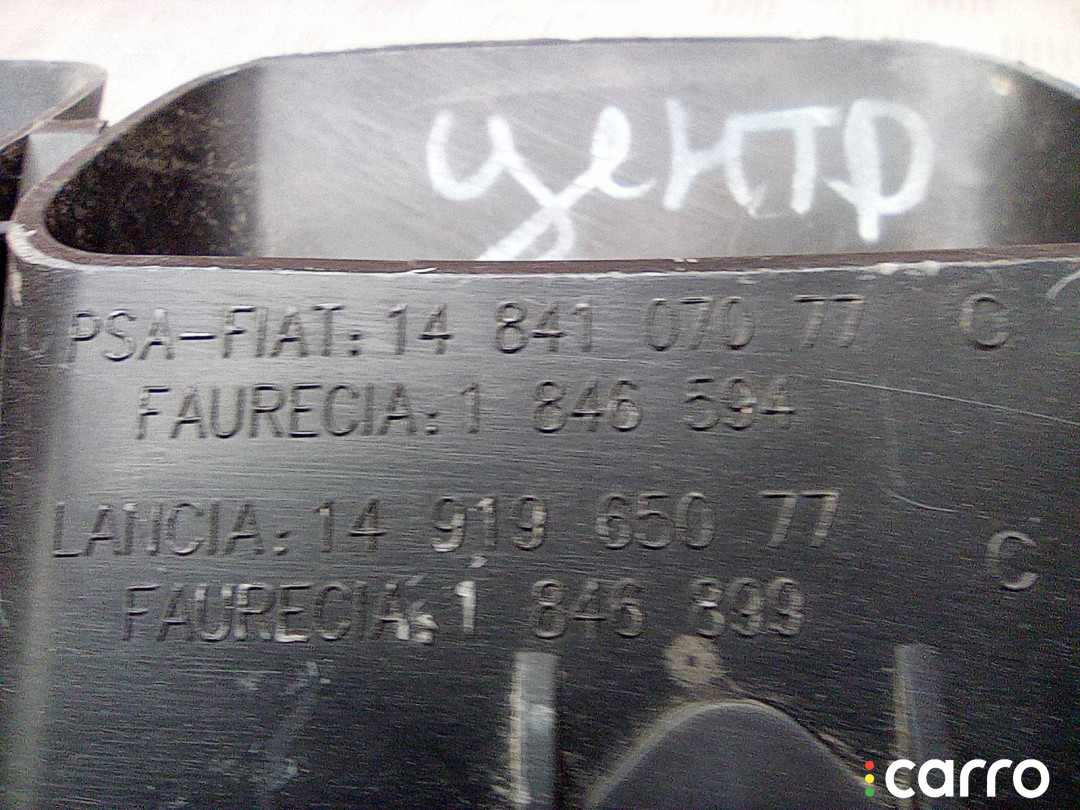 центр
PSA-FIAT: 14 841 070 77 C
FAURECIA: 1 846 594
LANCIA: 14 919 650 77 C
FAURECIA: 1 846 899
carro